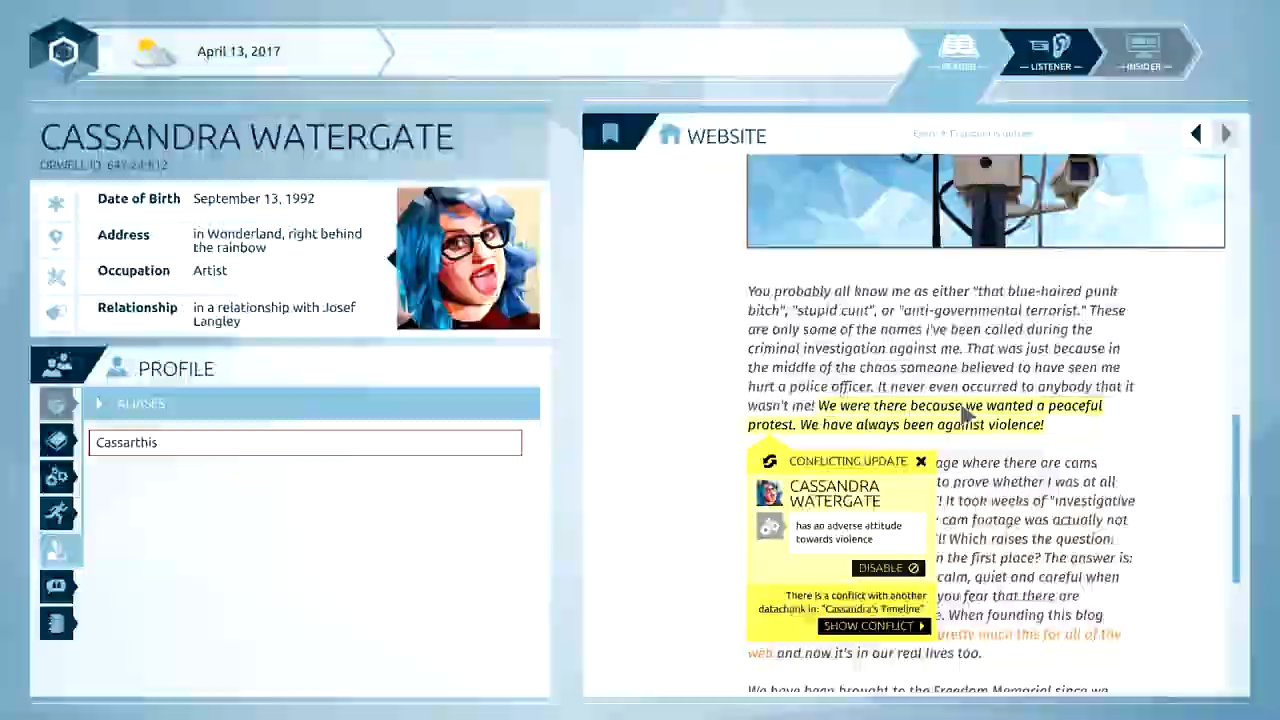 April 13, 2017
READER
LISTENER
INSIDER
CASSANDRA WATERGATE
Date of Birth September 13, 1992
Address in Wonderland, right behind
the rainbow
Occupation Artist
Relationship in a relationship with Josef
Langley
PROFILE
ALIASES
Cassarthis
WEBSITE
You probably all know me as either "that blue-haired punk
bitch", "stupid cunt", or "anti-governmental terrorist." These
are only some of the names I've been called during the
criminal investigation against me. That was just because in
the middle of the chaos someone believed to have seen me
hurt a police officer. It never even occurred to anybody that it
wasn't me! We were there because we wanted a peaceful
protest. We have always been against violence!
age where there are cams
to prove whether I was at all
! It took weeks of "investigative
cam footage was actually not
! Which raises the question:
n the first place? The answer is:
calm, quiet and careful when
you fear that there are
e. When founding this blog
pretty much this for all of the
web and now it's in our real lives too.
We have been brought to the Freedom Memorial since we
CONFLICTING UPDATE
CASSANDRA
WATERGATE
has an adverse attitude
towards violence
DISABLE
There is a conflict with another
datachunk in: "Cassandra's Timeline"
SHOW CONFLICT